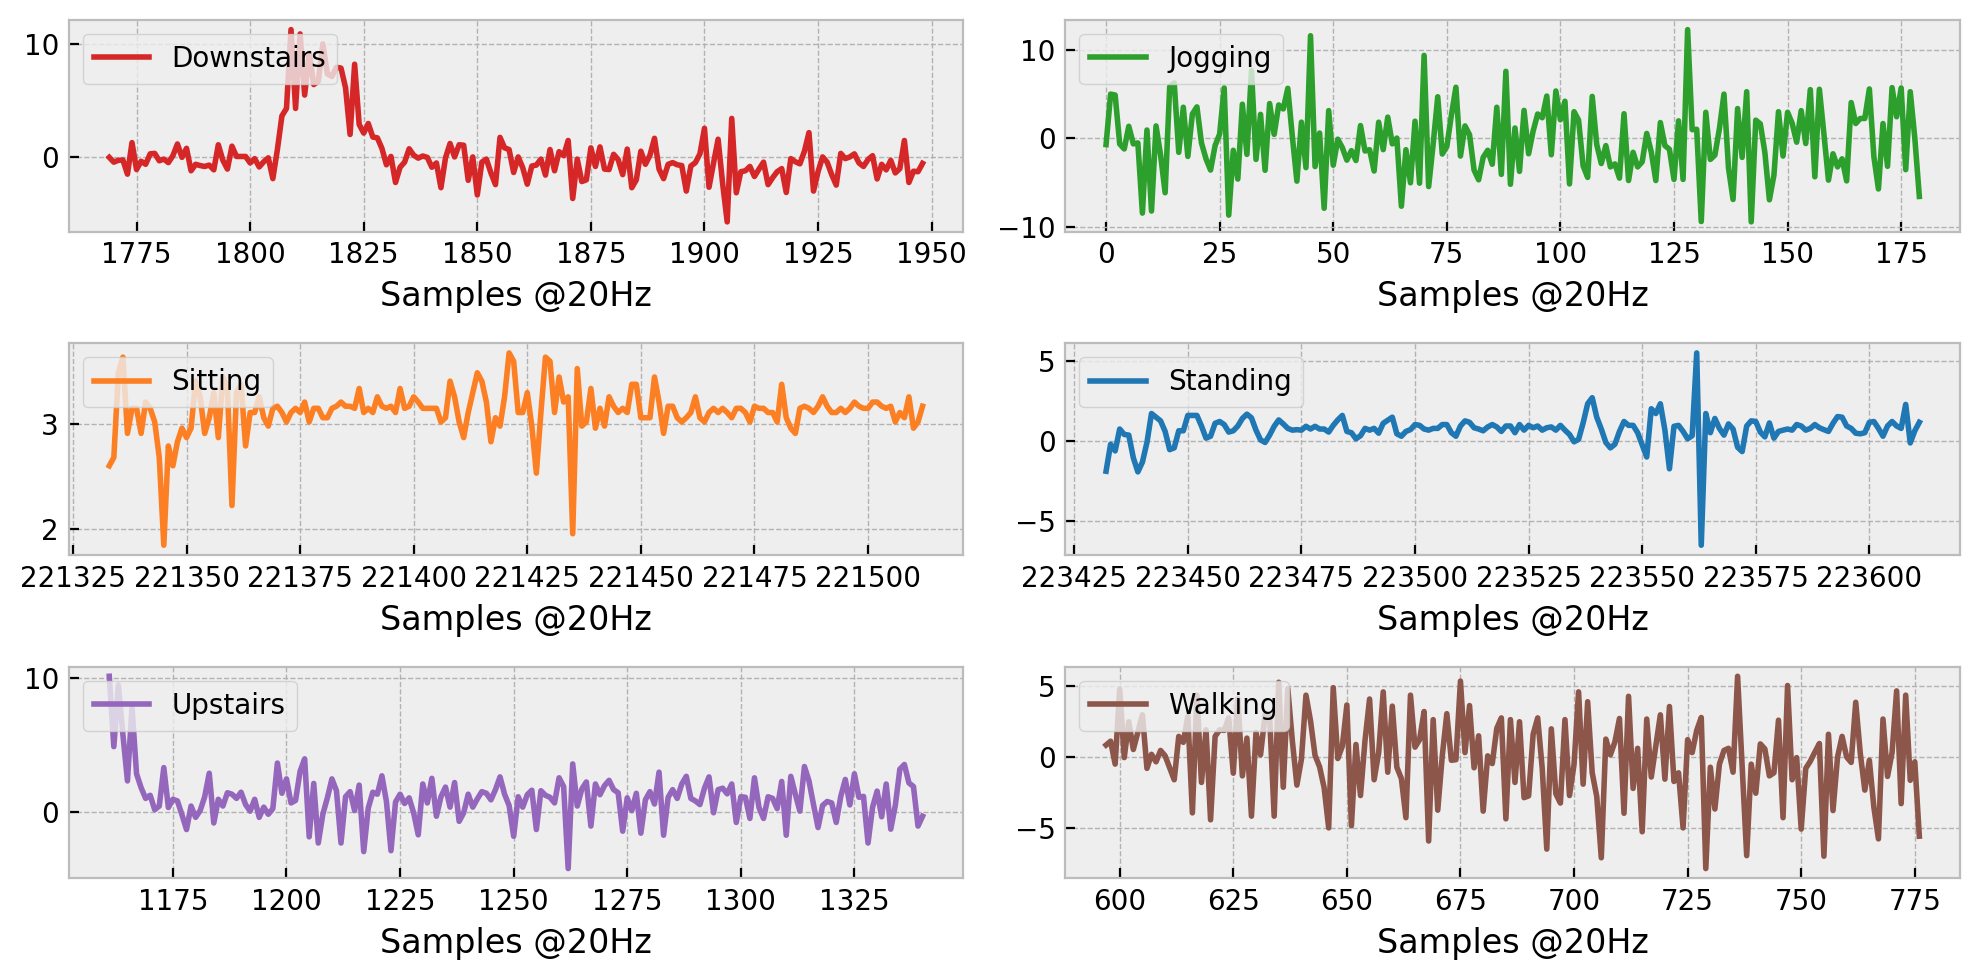 10
0
Downstairs
1775 1800 1825 1850 1875 1900 1925 1950
Samples @20Hz
10
0
−10
Jogging
0 25 50 75 100 125 150 175
Samples @20Hz
3
2
Sitting
221325 221350 221375 221400 221425 221450 221475 221500
Samples @20Hz
5
0
−5
Standing
223425 223450 223475 223500 223525 223550 223575 223600
Samples @20Hz
10
0
Upstairs
1175 1200 1225 1250 1275 1300 1325
Samples @20Hz
5
0
−5
Walking
600 625 650 675 700 725 750 775
Samples @20Hz